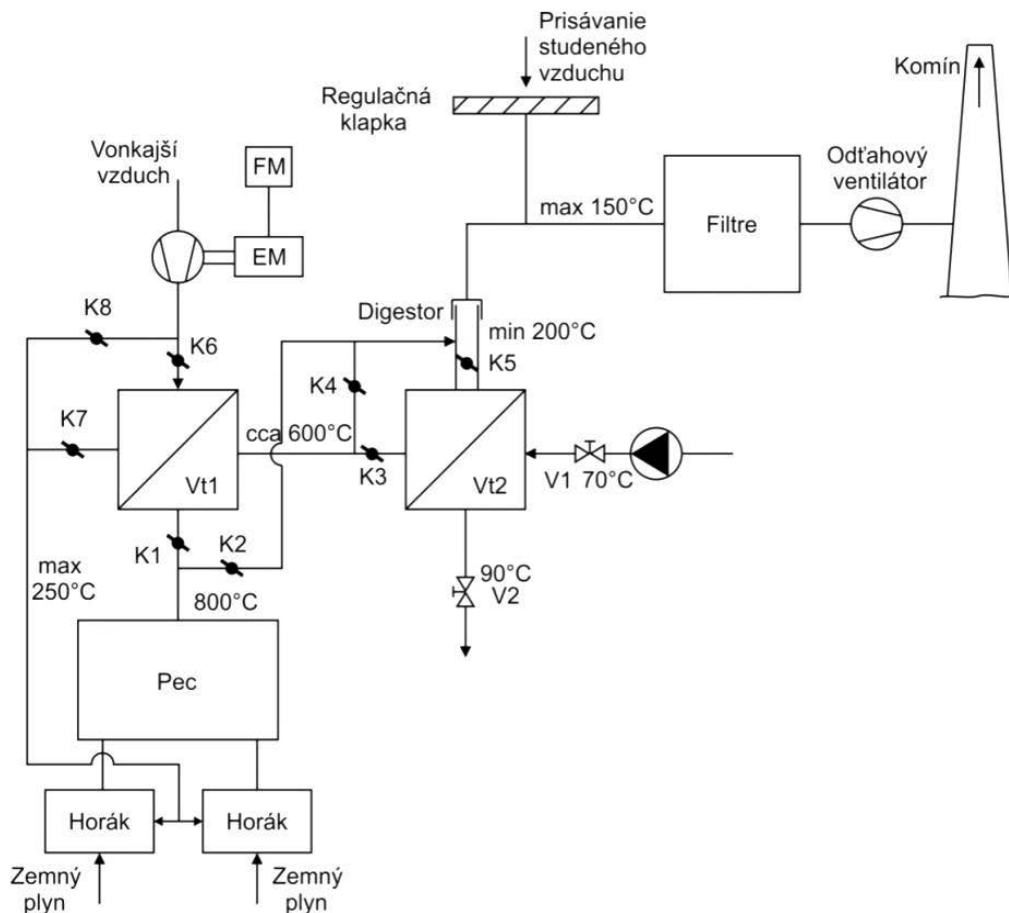 Prisávanie
studeného
vzduchu
Regulačná
klapka
Komín
Vonkajší
vzduch
FM
EM
Odťahový
ventilátor
max 150°C
Filtre
K8
K6
Digestor
min 200°C
K5
K4
K7
cca 600°C
K3
Vt1
Vt2
V1 70°C
K1
K2
max
250°C
800°C
90°C
V2
Pec
Horák
Horák
Zemný
plyn
Zemný
plyn